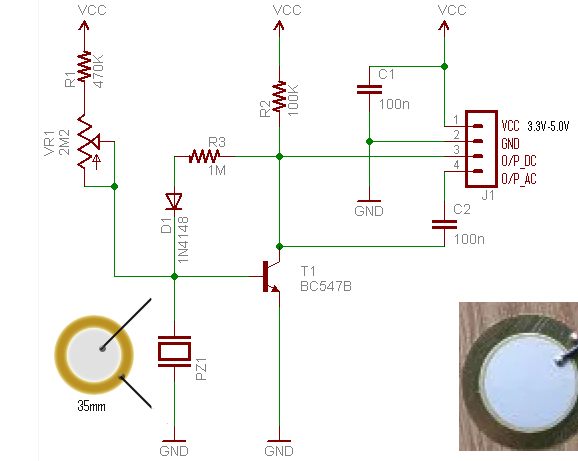 VCC
VCC
VCC
R1
470K
VR1
2M2
R2
100K
C1
100n
R3
1M
D1
1N4148
1
2
3
4
VCC 3.3V-5.0V
GND
O/P_DC
O/P_AC
J1
GND
C2
100n
T1
BC547B
PZ1
35mm
GND
GND